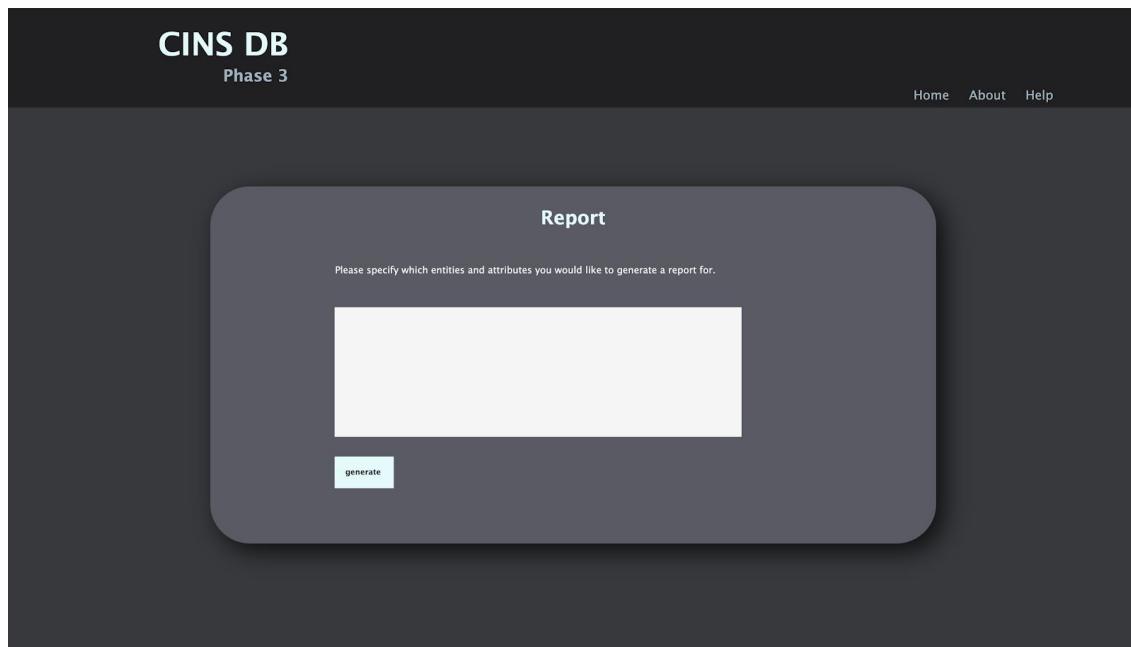 CINS DB
Phase 3
Home About Help
Report
Please specify which entities and attributes you would like to generate a report for.
generate